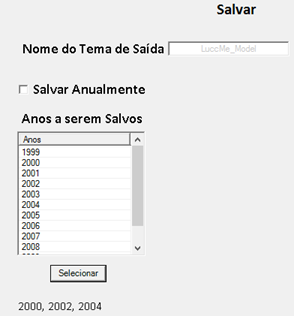 Salvar
Nome do Tema de Saída LuccMe_Model
Salvar Anualmente
Anos a serem Salvos
Anos
1999
2000
2001
2002
2003
2004
2005
2006
2007
2008
Selecionar
2000, 2002, 2004